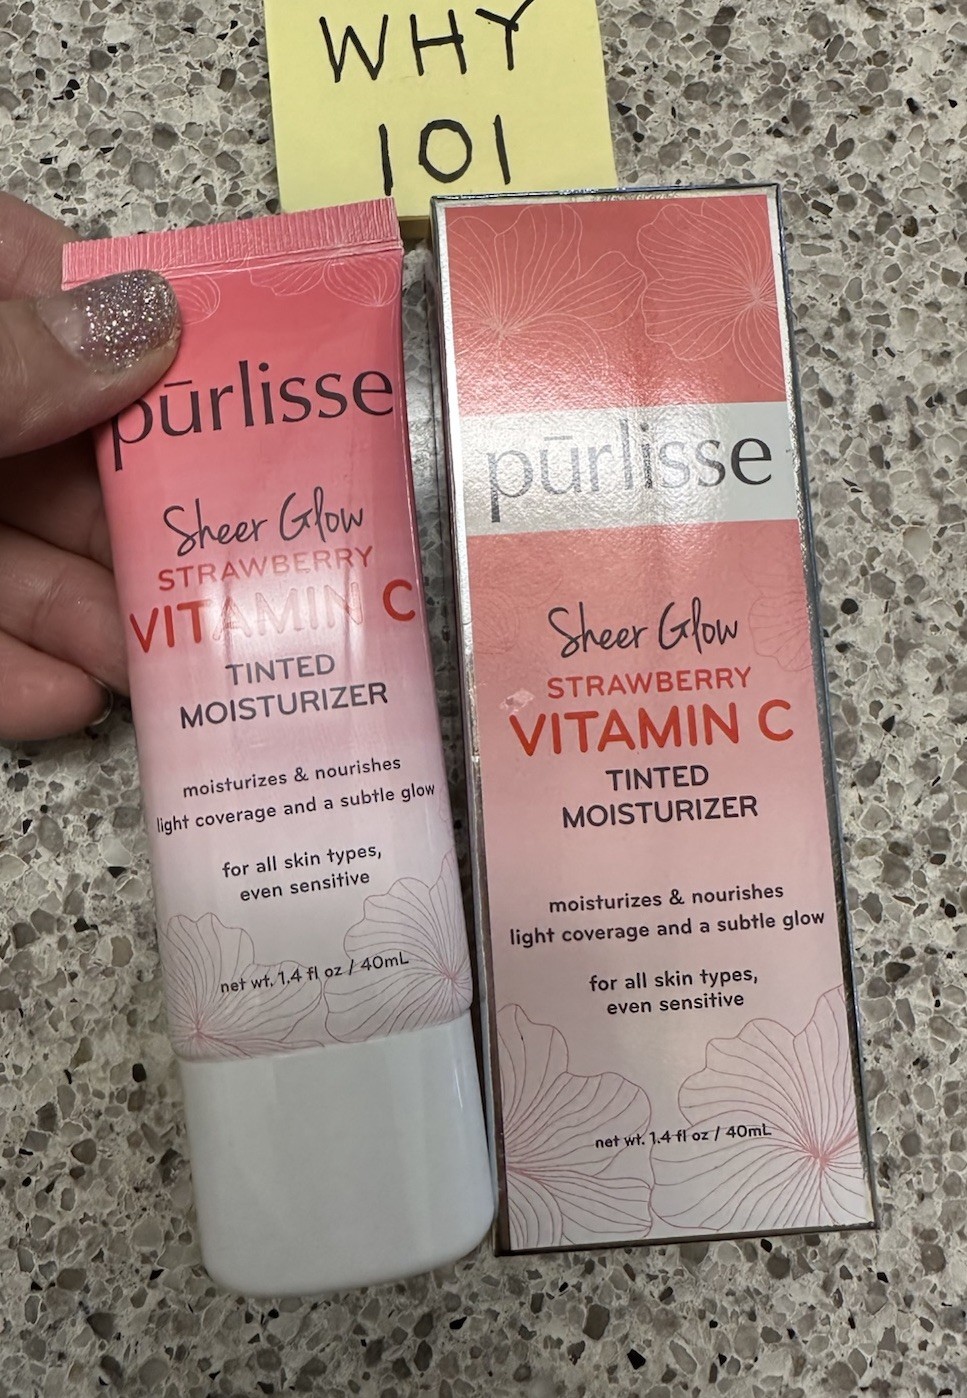 WHY
101
pūrlisse
Sheer Glow
STRAWBERRY
VITAMIN C
TINTED
MOISTURIZER
moisturizes & nourishes
light coverage and a subtle glow
for all skin types,
even sensitive
net wt. 1.4 fl oz / 40mL
pūrlisse
Sheer Glow
STRAWBERRY
VITAMIN C
TINTED
MOISTURIZER
moisturizes & nourishes
light coverage and a subtle glow
for all skin types,
even sensitive
net wt. 1.4 fl oz / 40mL